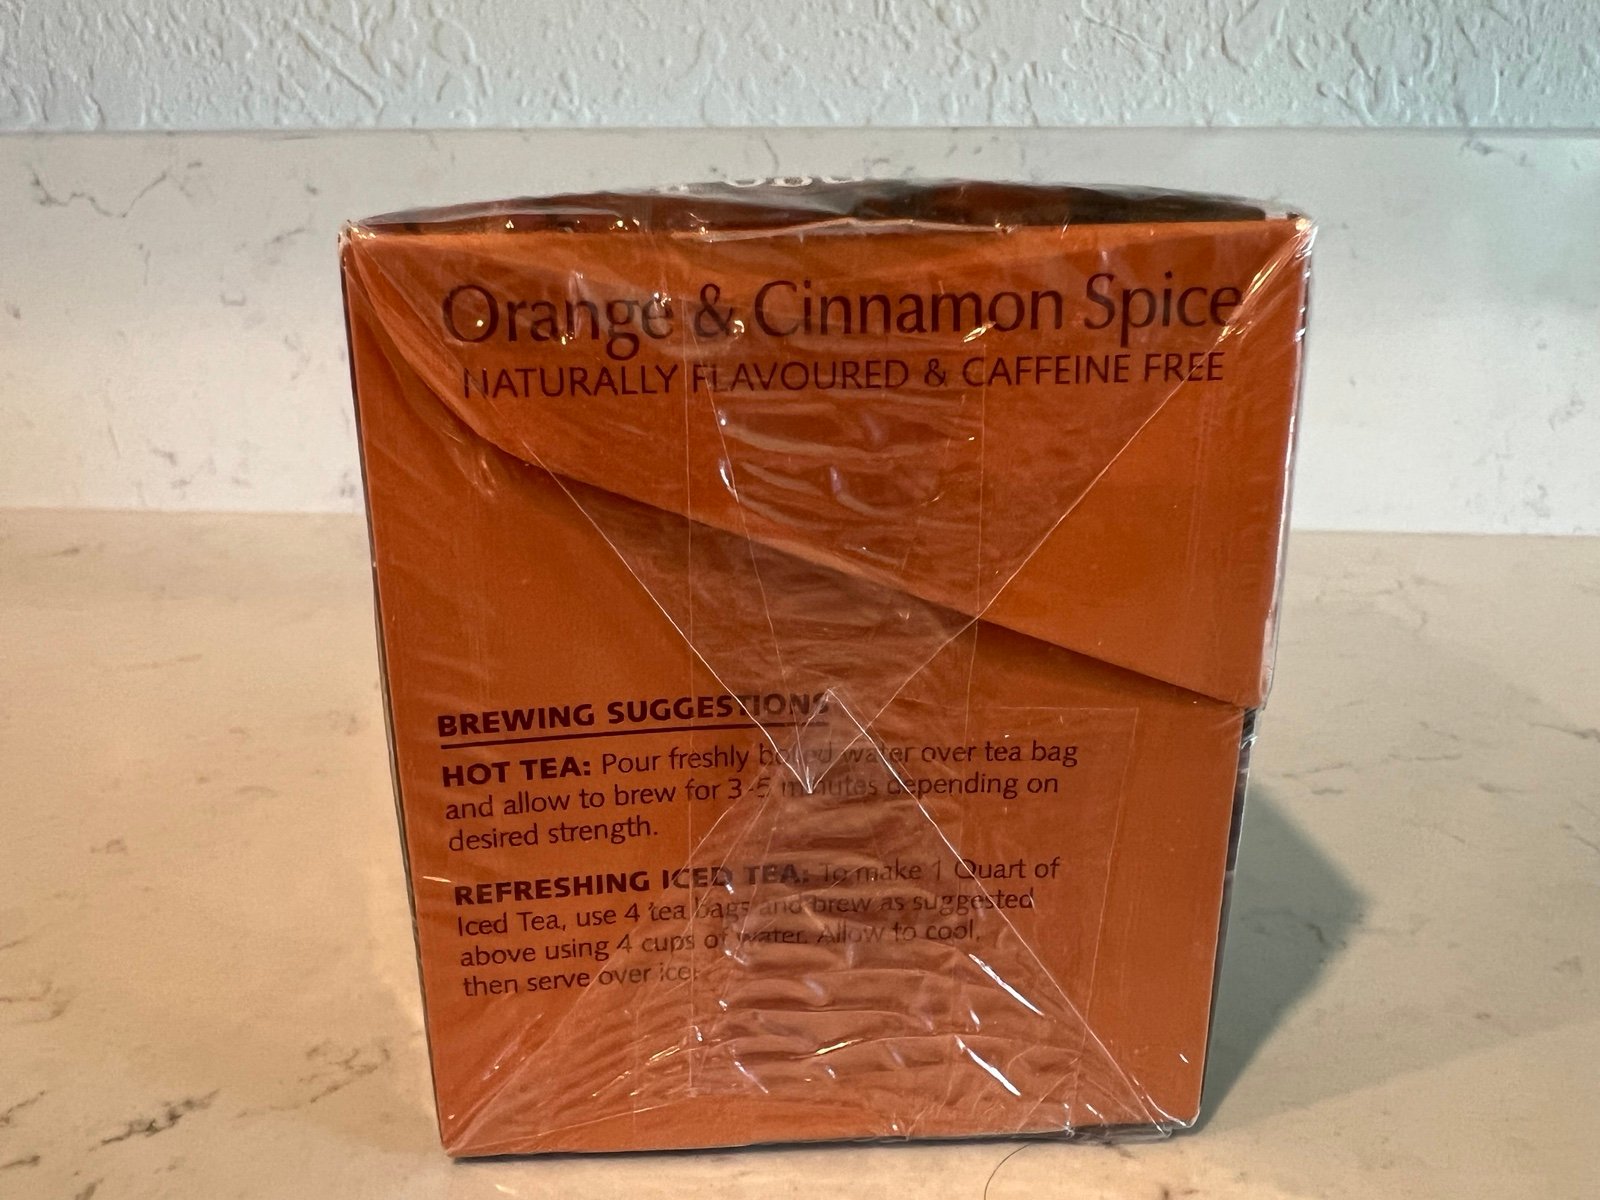 Orange & Cinnamon Spice
NATURALLY FLAVOURED & CAFFEINE FREE
BREWING SUGGESTIONS
HOT TEA: Pour freshly boiled water over tea bag
and allow to brew for 3-5 minutes depending on
desired strength.
REFRESHING ICED TEA: To make 1 Quart of
Iced Tea, use 4 tea bags and brew as suggested
above using 4 cups of water. Allow to cool,
then serve over ice.